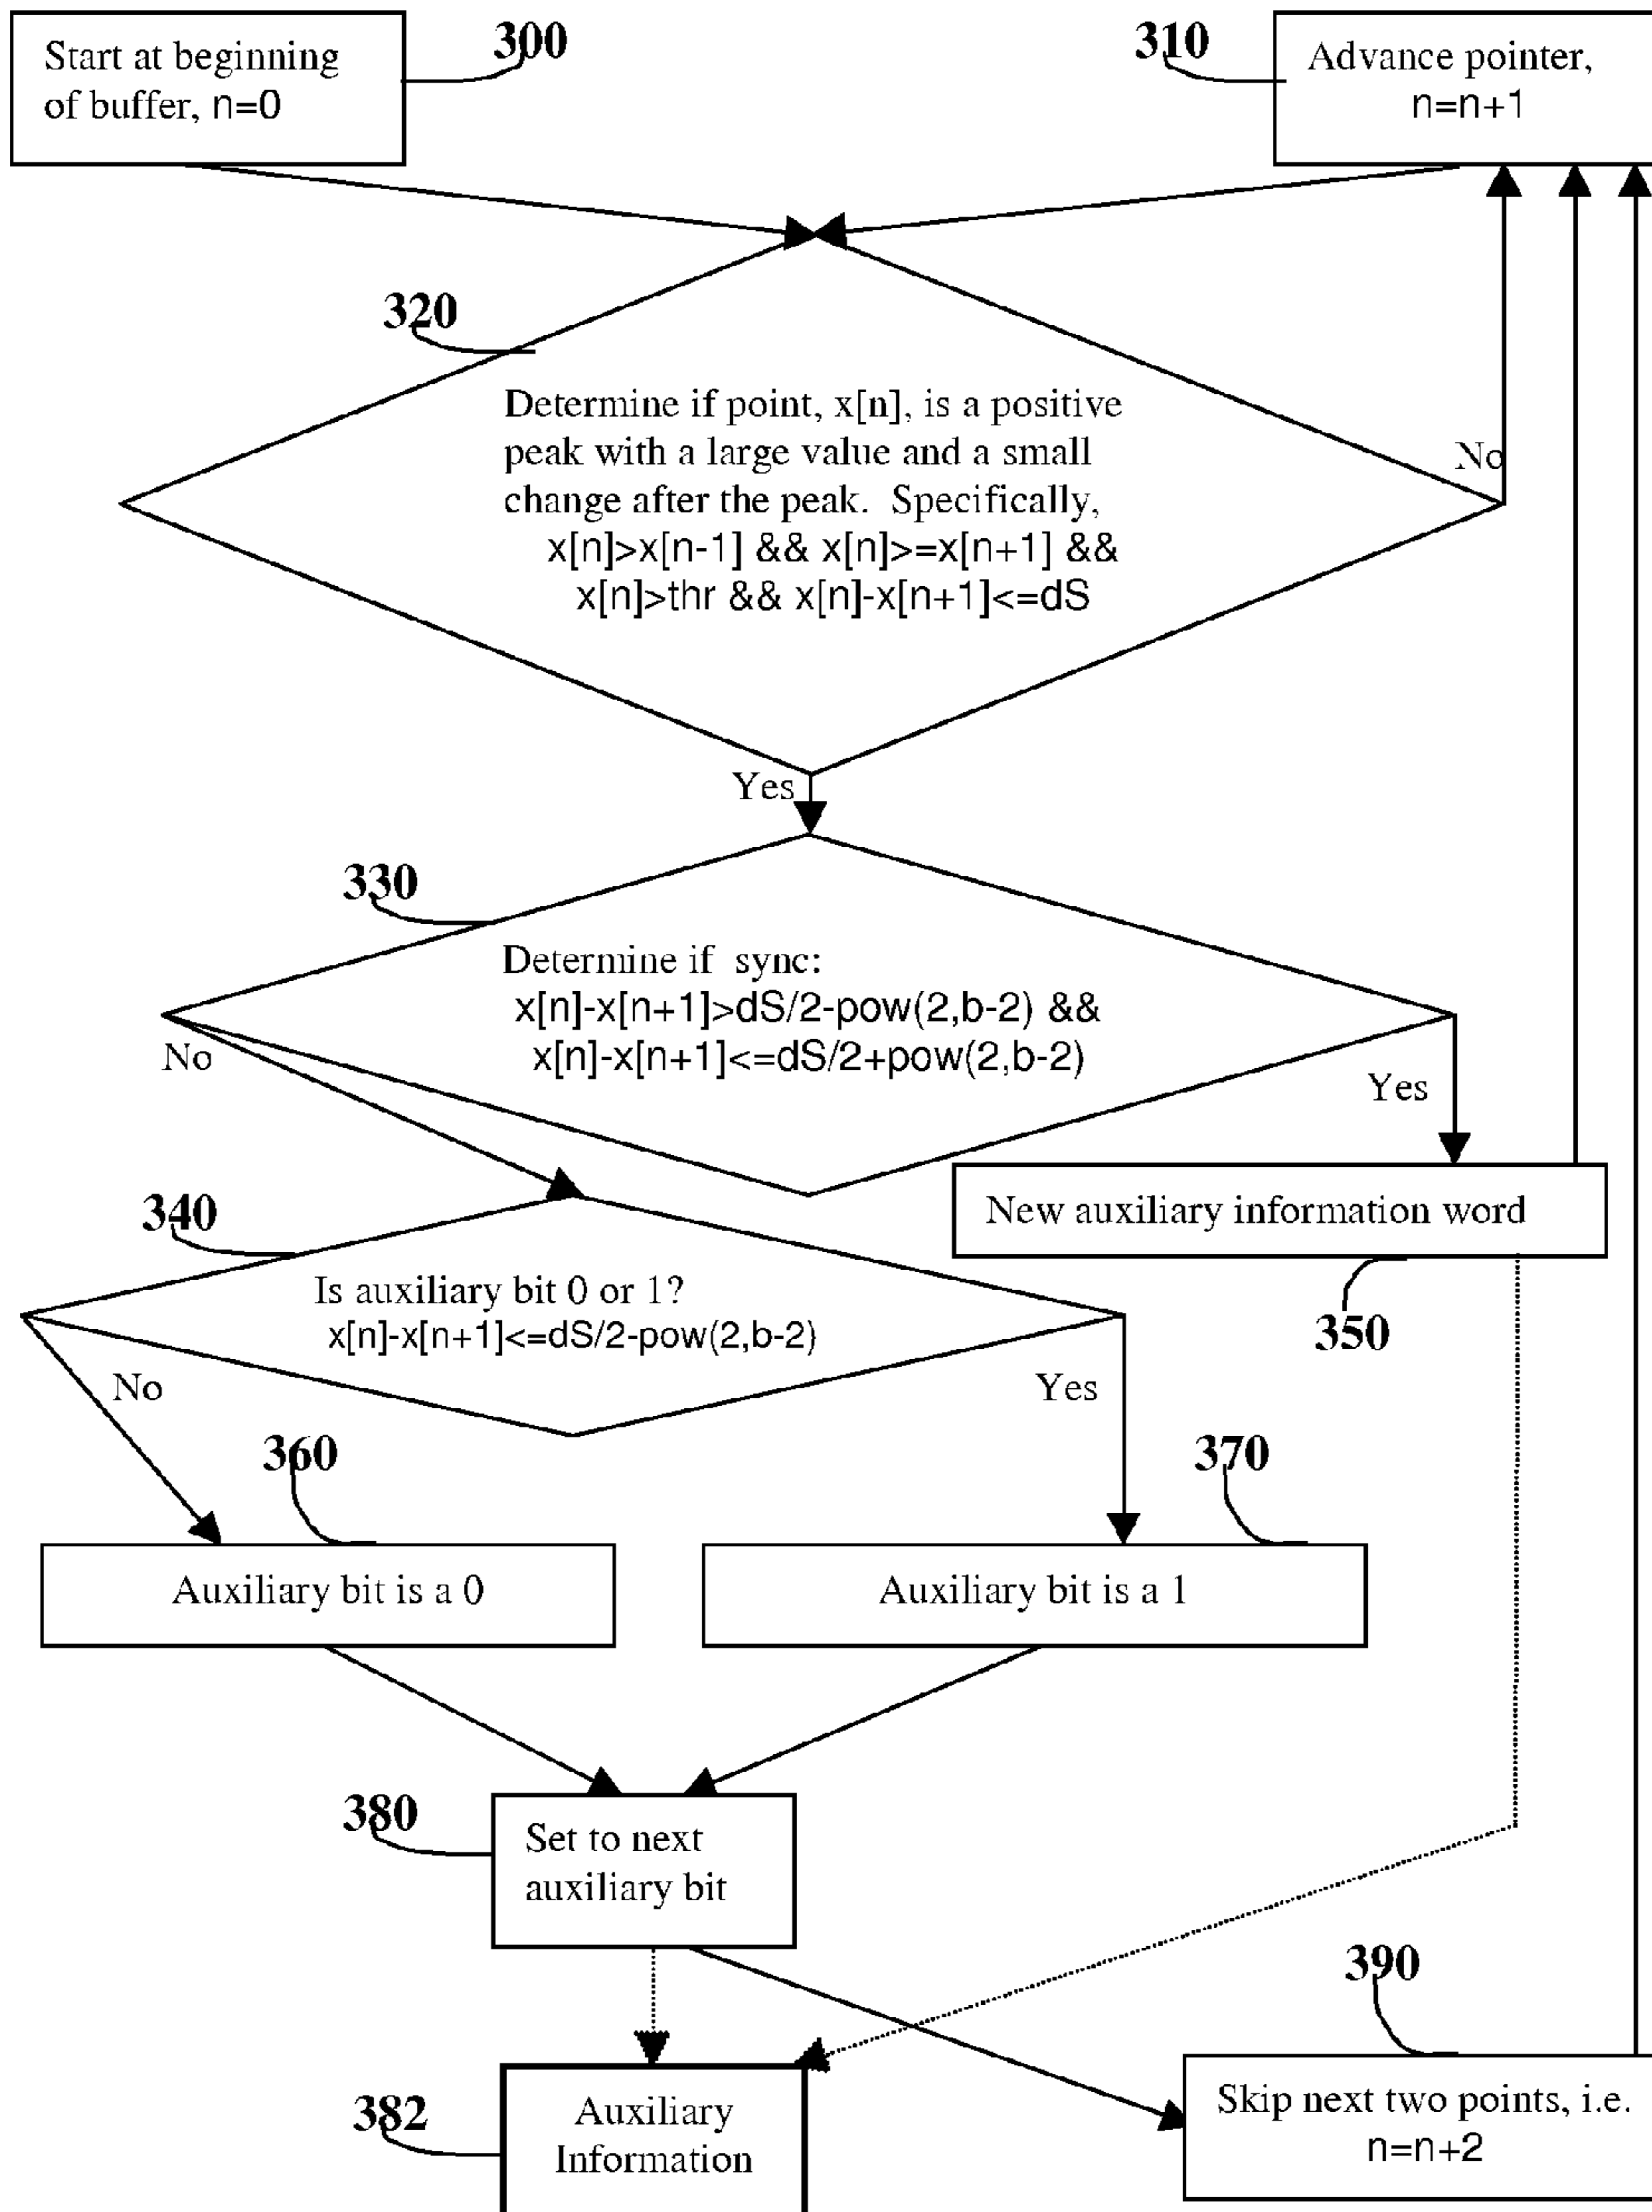 300
Start at beginning
of buffer, n=0
310
Advance pointer,
n=n+1
320
Determine if point, x[n], is a positive
peak with a large value and a small
change after the peak.  Specifically,
x[n]>x[n-1] && x[n]>=x[n+1] &&
x[n]>thr && x[n]-x[n+1]<=dS
No
Yes
330
Determine if  sync:
x[n]-x[n+1]>dS/2-pow(2,b-2) &&
x[n]-x[n+1]<=dS/2+pow(2,b-2)
No
Yes
340
Is auxiliary bit 0 or 1?
x[n]-x[n+1]<=dS/2-pow(2,b-2)
New auxiliary information word
350
No
Yes
360
370
Auxiliary bit is a 0
Auxiliary bit is a 1
380
Set to next
auxiliary bit
390
Skip next two points, i.e.
n=n+2
382
Auxiliary
Information